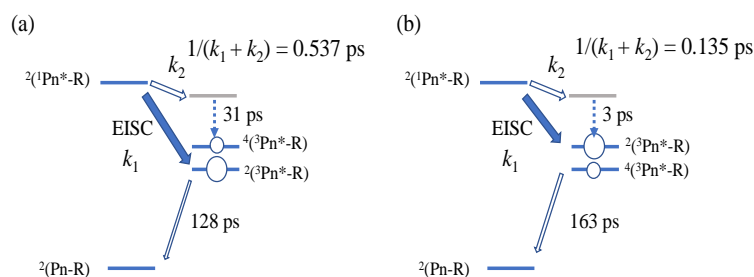 (a)
1/(k₁ + k₂) = 0.537 ps
k₂
²(¹Pn*-R)
31 ps
EISC
k₁
⁴(³Pn*-R)
²(³Pn*-R)
128 ps
²(Pn-R)
(b)
1/(k₁ + k₂) = 0.135 ps
k₂
²(¹Pn*-R)
3 ps
EISC
k₁
²(³Pn*-R)
⁴(³Pn*-R)
163 ps
²(Pn-R)